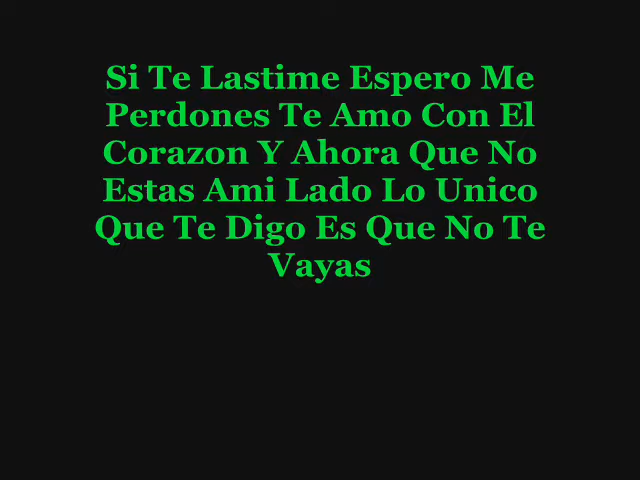 Si Te Lastime Espero Me
Perdones Te Amo Con El
Corazon Y Ahora Que No
Estas Ami Lado Lo Unico
Que Te Digo Es Que No Te
Vayas